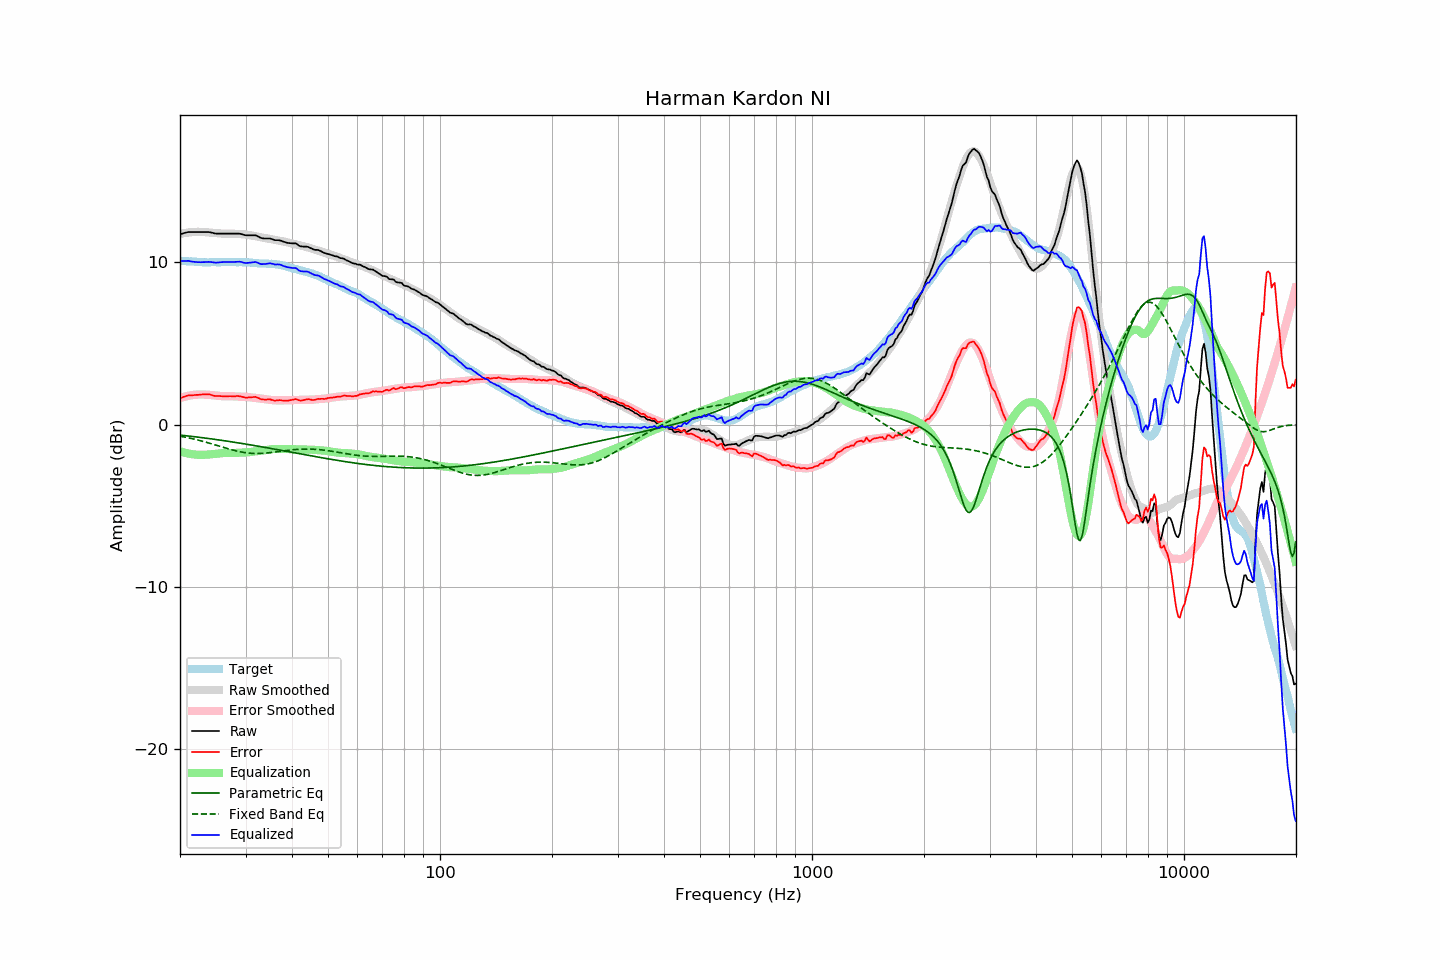 Harman Kardon NI
Amplitude (dBr)
10
0
−10
−20
Target
Raw Smoothed
Error Smoothed
Raw
Error
Equalization
Parametric Eq
Fixed Band Eq
Equalized
100 1000 10000
Frequency (Hz)